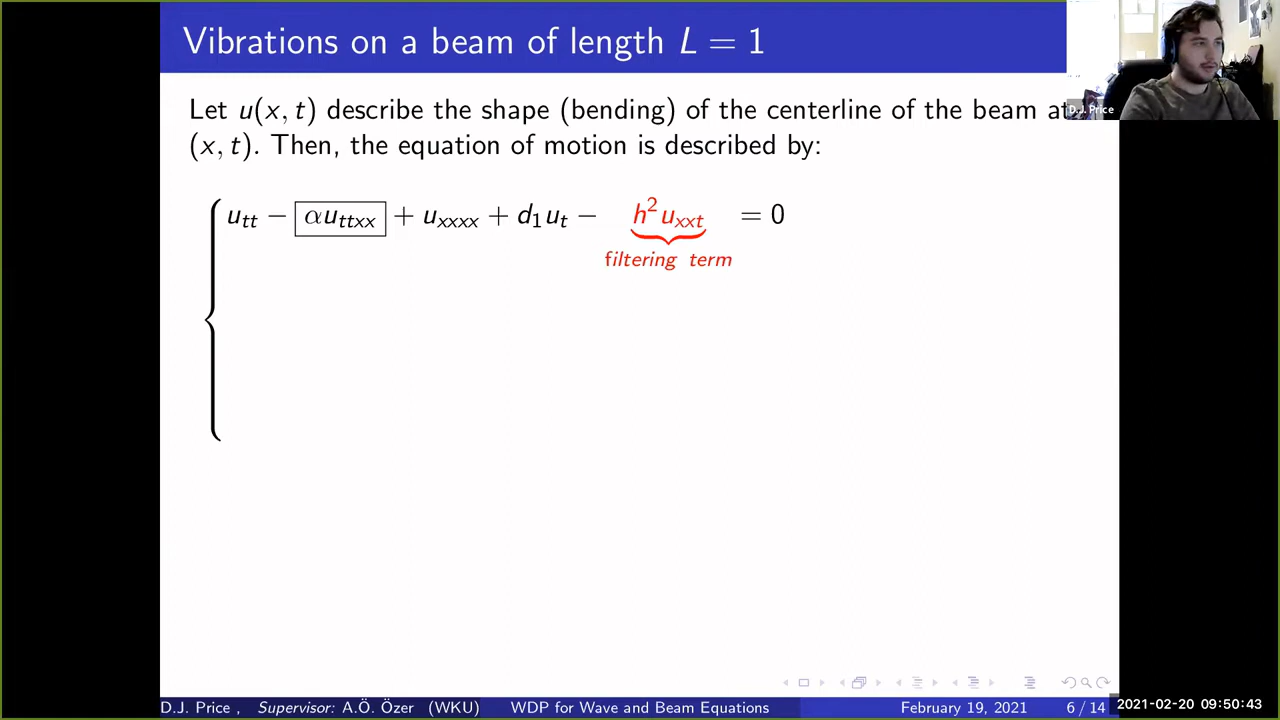 Vibrations on a beam of length L = 1
D.J. Price
Let u(x, t) describe the shape (bending) of the centerline of the beam at
(x, t). Then, the equation of motion is described by:
u_tt − αu_ttxx + u_xxxx + d₁u_t − h²u_xxt = 0
filtering term
D.J. Price , Supervisor: A.Ö. Özer (WKU) WDP for Wave and Beam Equations February 19, 2021 6 / 14
2021-02-20 09:50:43